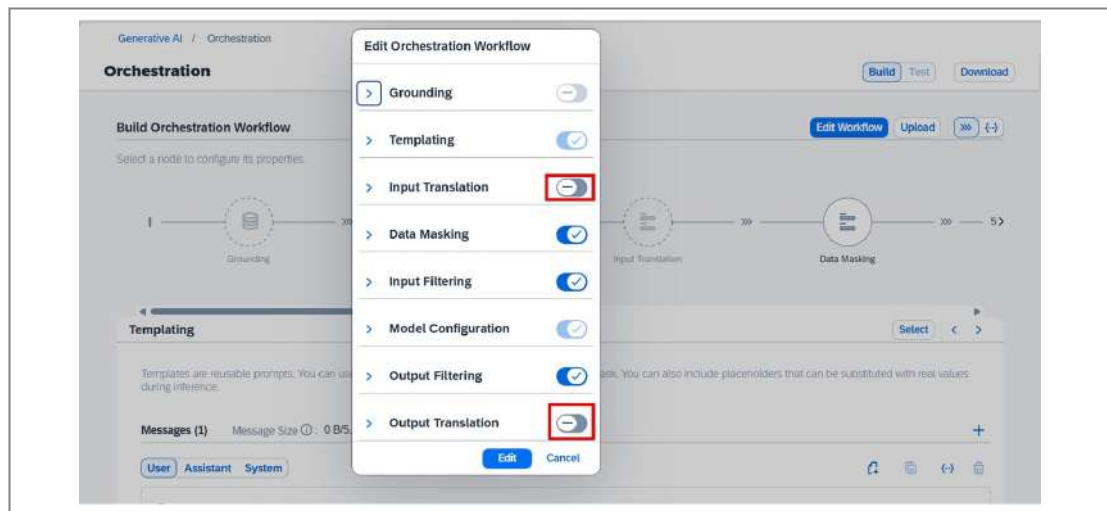 Generative AI / Orchestration
Orchestration
Build Test
Download
Build Orchestration Workflow
Edit Workflow Upload
Select a node to configure its properties.
Grounding
Input Translation
Data Masking
5
Edit Orchestration Workflow
Grounding
Templating
Input Translation
Data Masking
Input Filtering
Model Configuration
Output Filtering
Output Translation
Edit Cancel
Templating
Select
Templates are reusable prompts. You can
You can also include placeholders that can be substituted with real values
during inference.
Messages (1) Message Size : 0 B/5.
User Assistant System